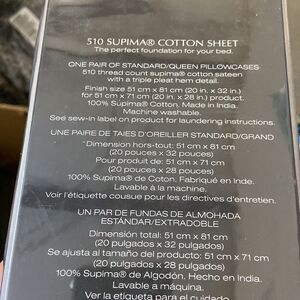 510 SUPIMA® COTTON SHEET
The perfect foundation for your bed.
ONE PAIR OF STANDARD/QUEEN PILLOWCASES
510 thread count supima® cotton sateen
with a triple pleat hem detail.
Finish size 51 cm x 81 cm (20 in. x 32 in.)
for 51 cm x 71 cm (20 in. x 28 in.) product.
100% Supima® Cotton. Made in India.
Machine washable.
See sew-in label on product for laundering instructions.
UNE PAIRE DE TAIES D'OREILLER STANDARD/GRAND
Dimension hors-tout: 51 cm x 81 cm
(20 pouces x 32 pouces)
Pour produit de: 51 cm x 71 cm
(20 pouces x 28 pouces)
100% Supima® de Coton. Fabriqué en Inde.
Lavable à la machine.
Voir l'étiquette cousue pour les directives d'entretien.
UN PAR DE FUNDAS DE ALMOHADA
ESTÁNDAR/EXTRADOBLE
Dimensión total: 51 cm x 81 cm
(20 pulgados x 32 pulgados)
Se ajusta al tamaño del producto: 51 cm x 71 cm
(20 pulgados x 28 pulgados)
100% Supima® de Algodón. Hecho en India.
Lavable a máquina.
Ver la etiqueta para el cuidado